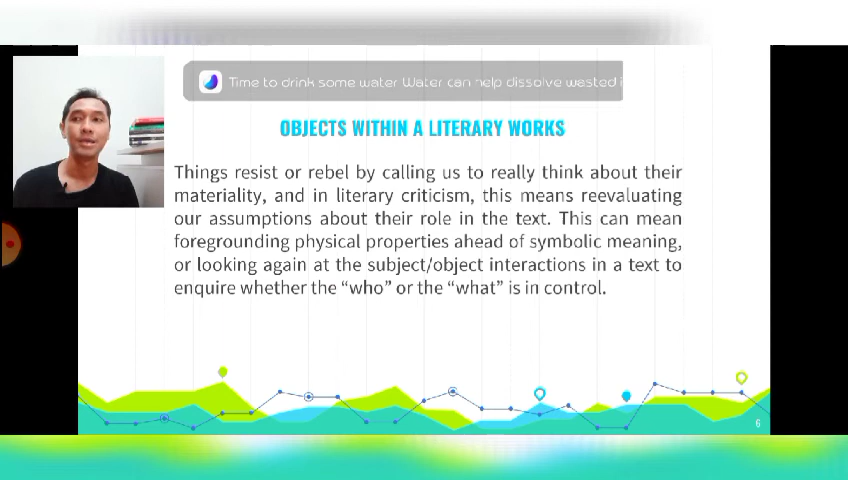 Time to drink some water Water can help dissolve wasted
OBJECTS WITHIN A LITERARY WORKS
Things resist or rebel by calling us to really think about their
materiality, and in literary criticism, this means reevaluating
our assumptions about their role in the text. This can mean
foregrounding physical properties ahead of symbolic meaning,
or looking again at the subject/object interactions in a text to
enquire whether the “who” or the “what” is in control.
6